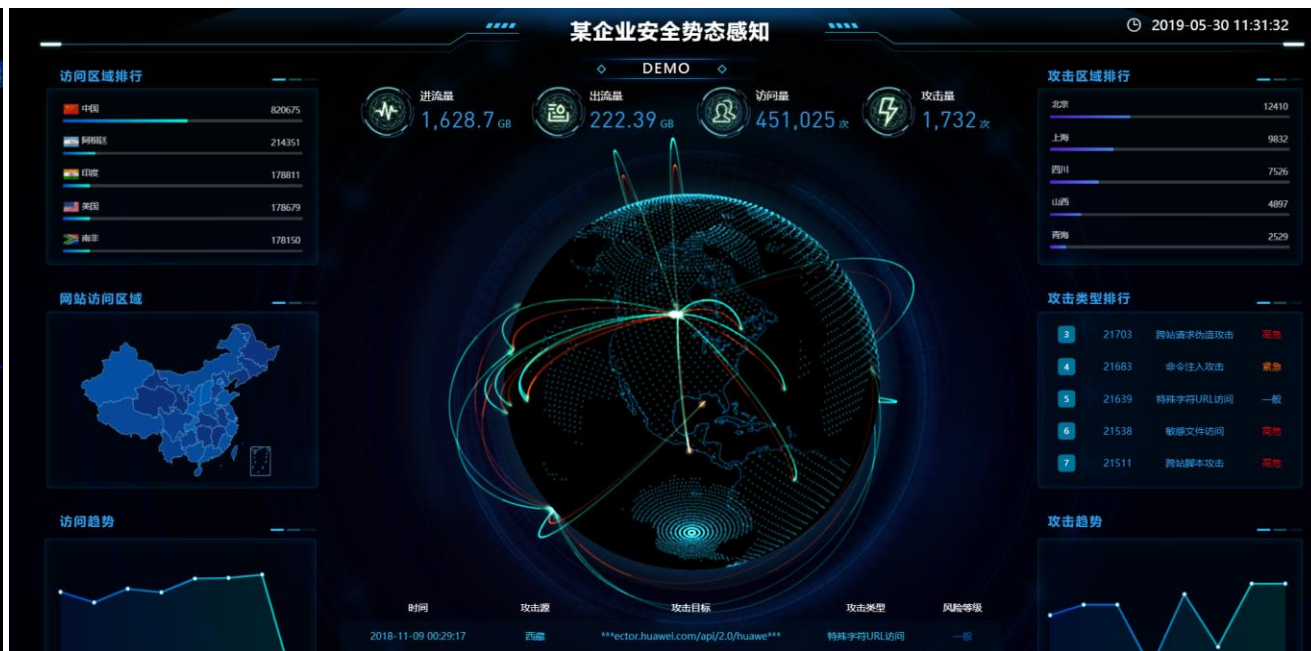 某企业安全势态感知
2019-05-30 11:31:32
DEMO
访问区域排行
中国 820675
阿根廷 214351
印度 178811
美国 178679
南非 178150
网站访问区域
访问趋势
进流量
1,628.7 GB
出流量
222.39 GB
访问量
451,025 次
攻击量
1,732 次
时间 攻击源 攻击目标 攻击类型 风险等级
2018-11-09 00:29:17 西藏 ***ector.huawei.com/api/2.0/huawe*** 特殊字符URL访问 一般
攻击区域排行
北京 12410
上海 9832
四川 7526
山西 4897
青海 2529
攻击类型排行
3 21703 跨站请求伪造攻击 高危
4 21683 命令注入攻击 紧急
5 21639 特殊字符URL访问 一般
6 21538 敏感文件访问 高危
7 21511 跨站脚本攻击 高危
攻击趋势